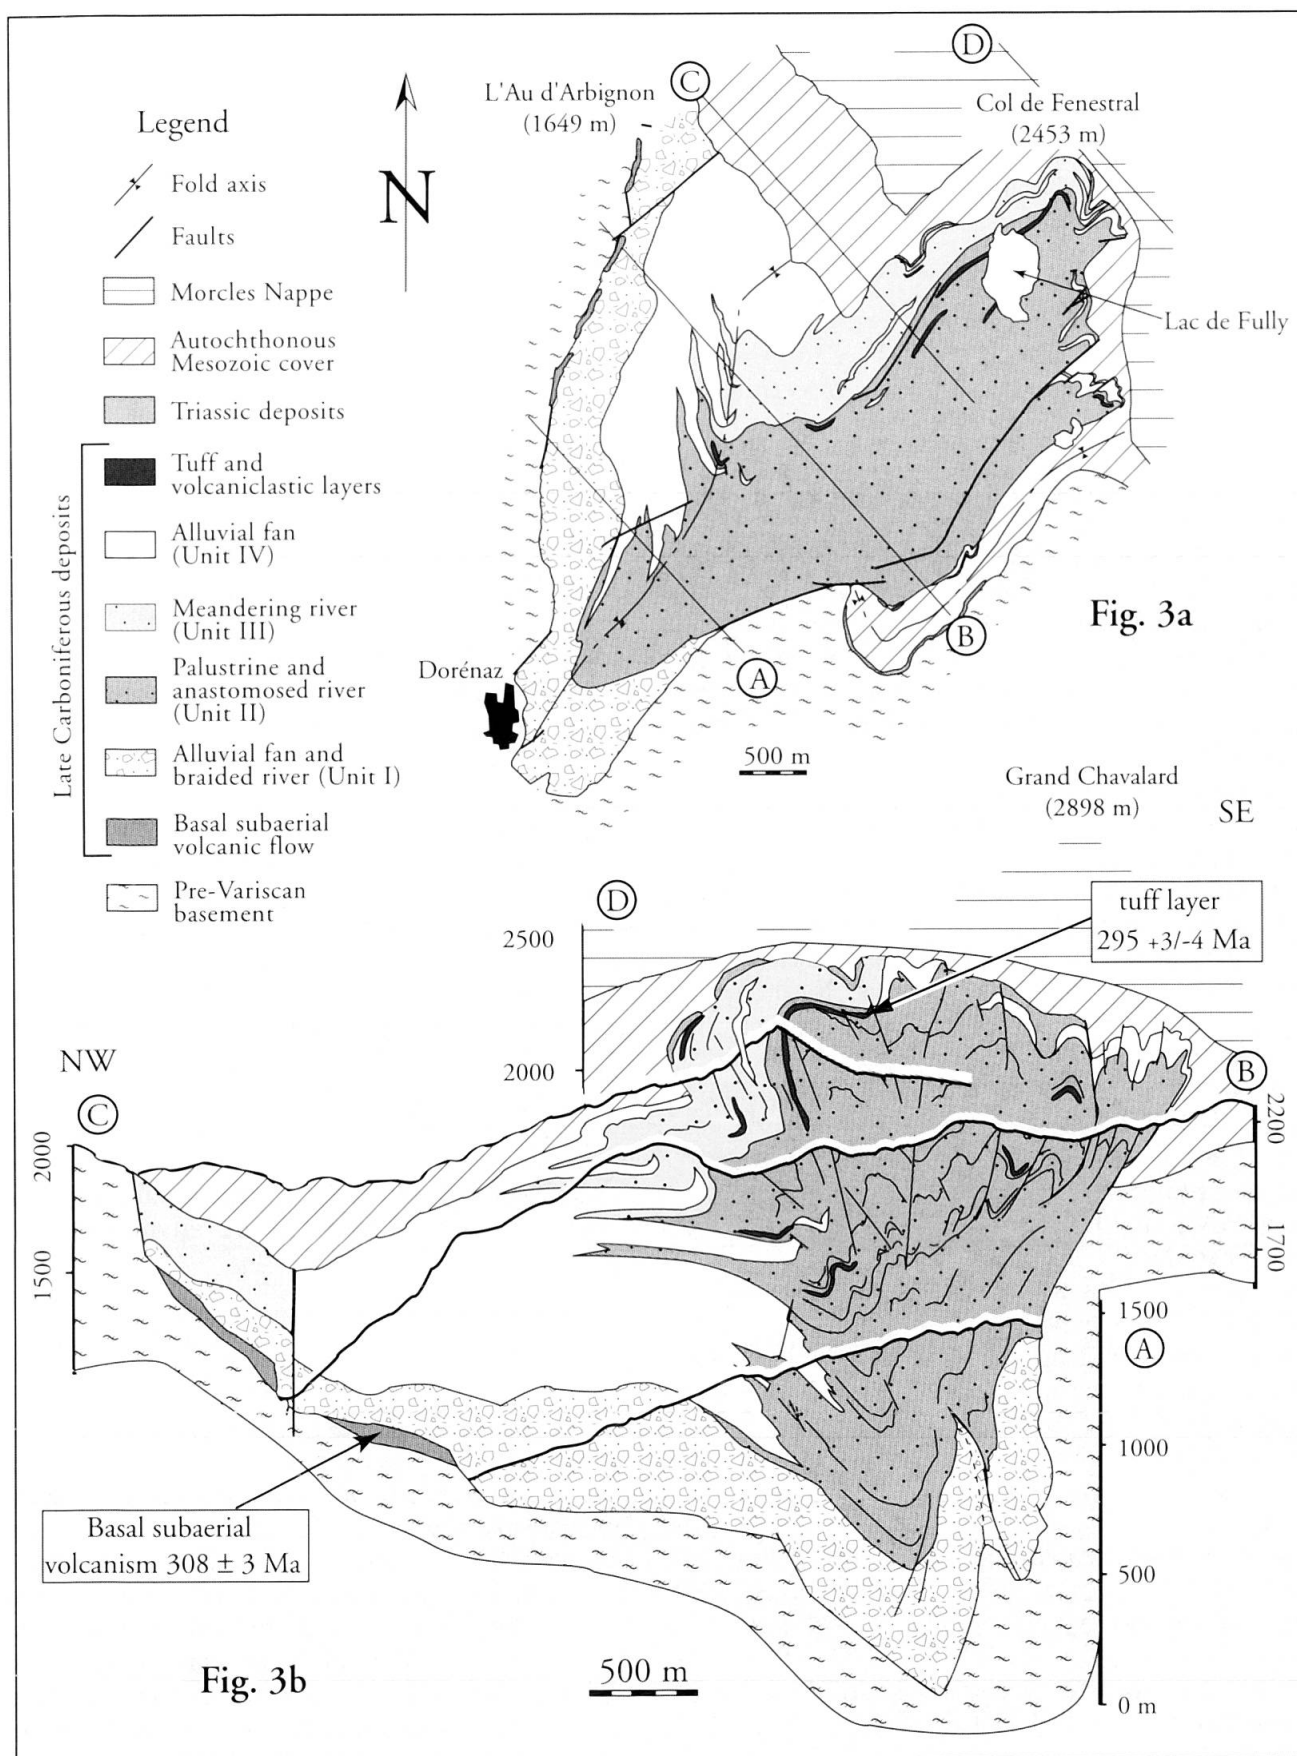 Legend
Fold axis
Faults
Morcles Nappe
Autochthonous
Mesozoic cover
Triassic deposits
Late Carboniferous deposits
Tuff and
volcaniclastic layers
Alluvial fan
(Unit IV)
Meandering river
(Unit III)
Palustrine and
anastomosed river
(Unit II)
Alluvial fan and
braided river (Unit I)
Basal subaerial
volcanic flow
Pre-Variscan
basement
N
L'Au d'Arbignon
(1649 m)
C
D
Col de Fenestral
(2453 m)
Lac de Fully
Fig. 3a
B
A
Dorénaz
500 m
Grand Chavalard
(2898 m)
SE
D
tuff layer
295 +3/-4 Ma
2500
2000
NW
C
2000
1500
B
2200
1700
1500
A
1000
500
0 m
Basal subaerial
volcanism 308 ± 3 Ma
Fig. 3b
500 m